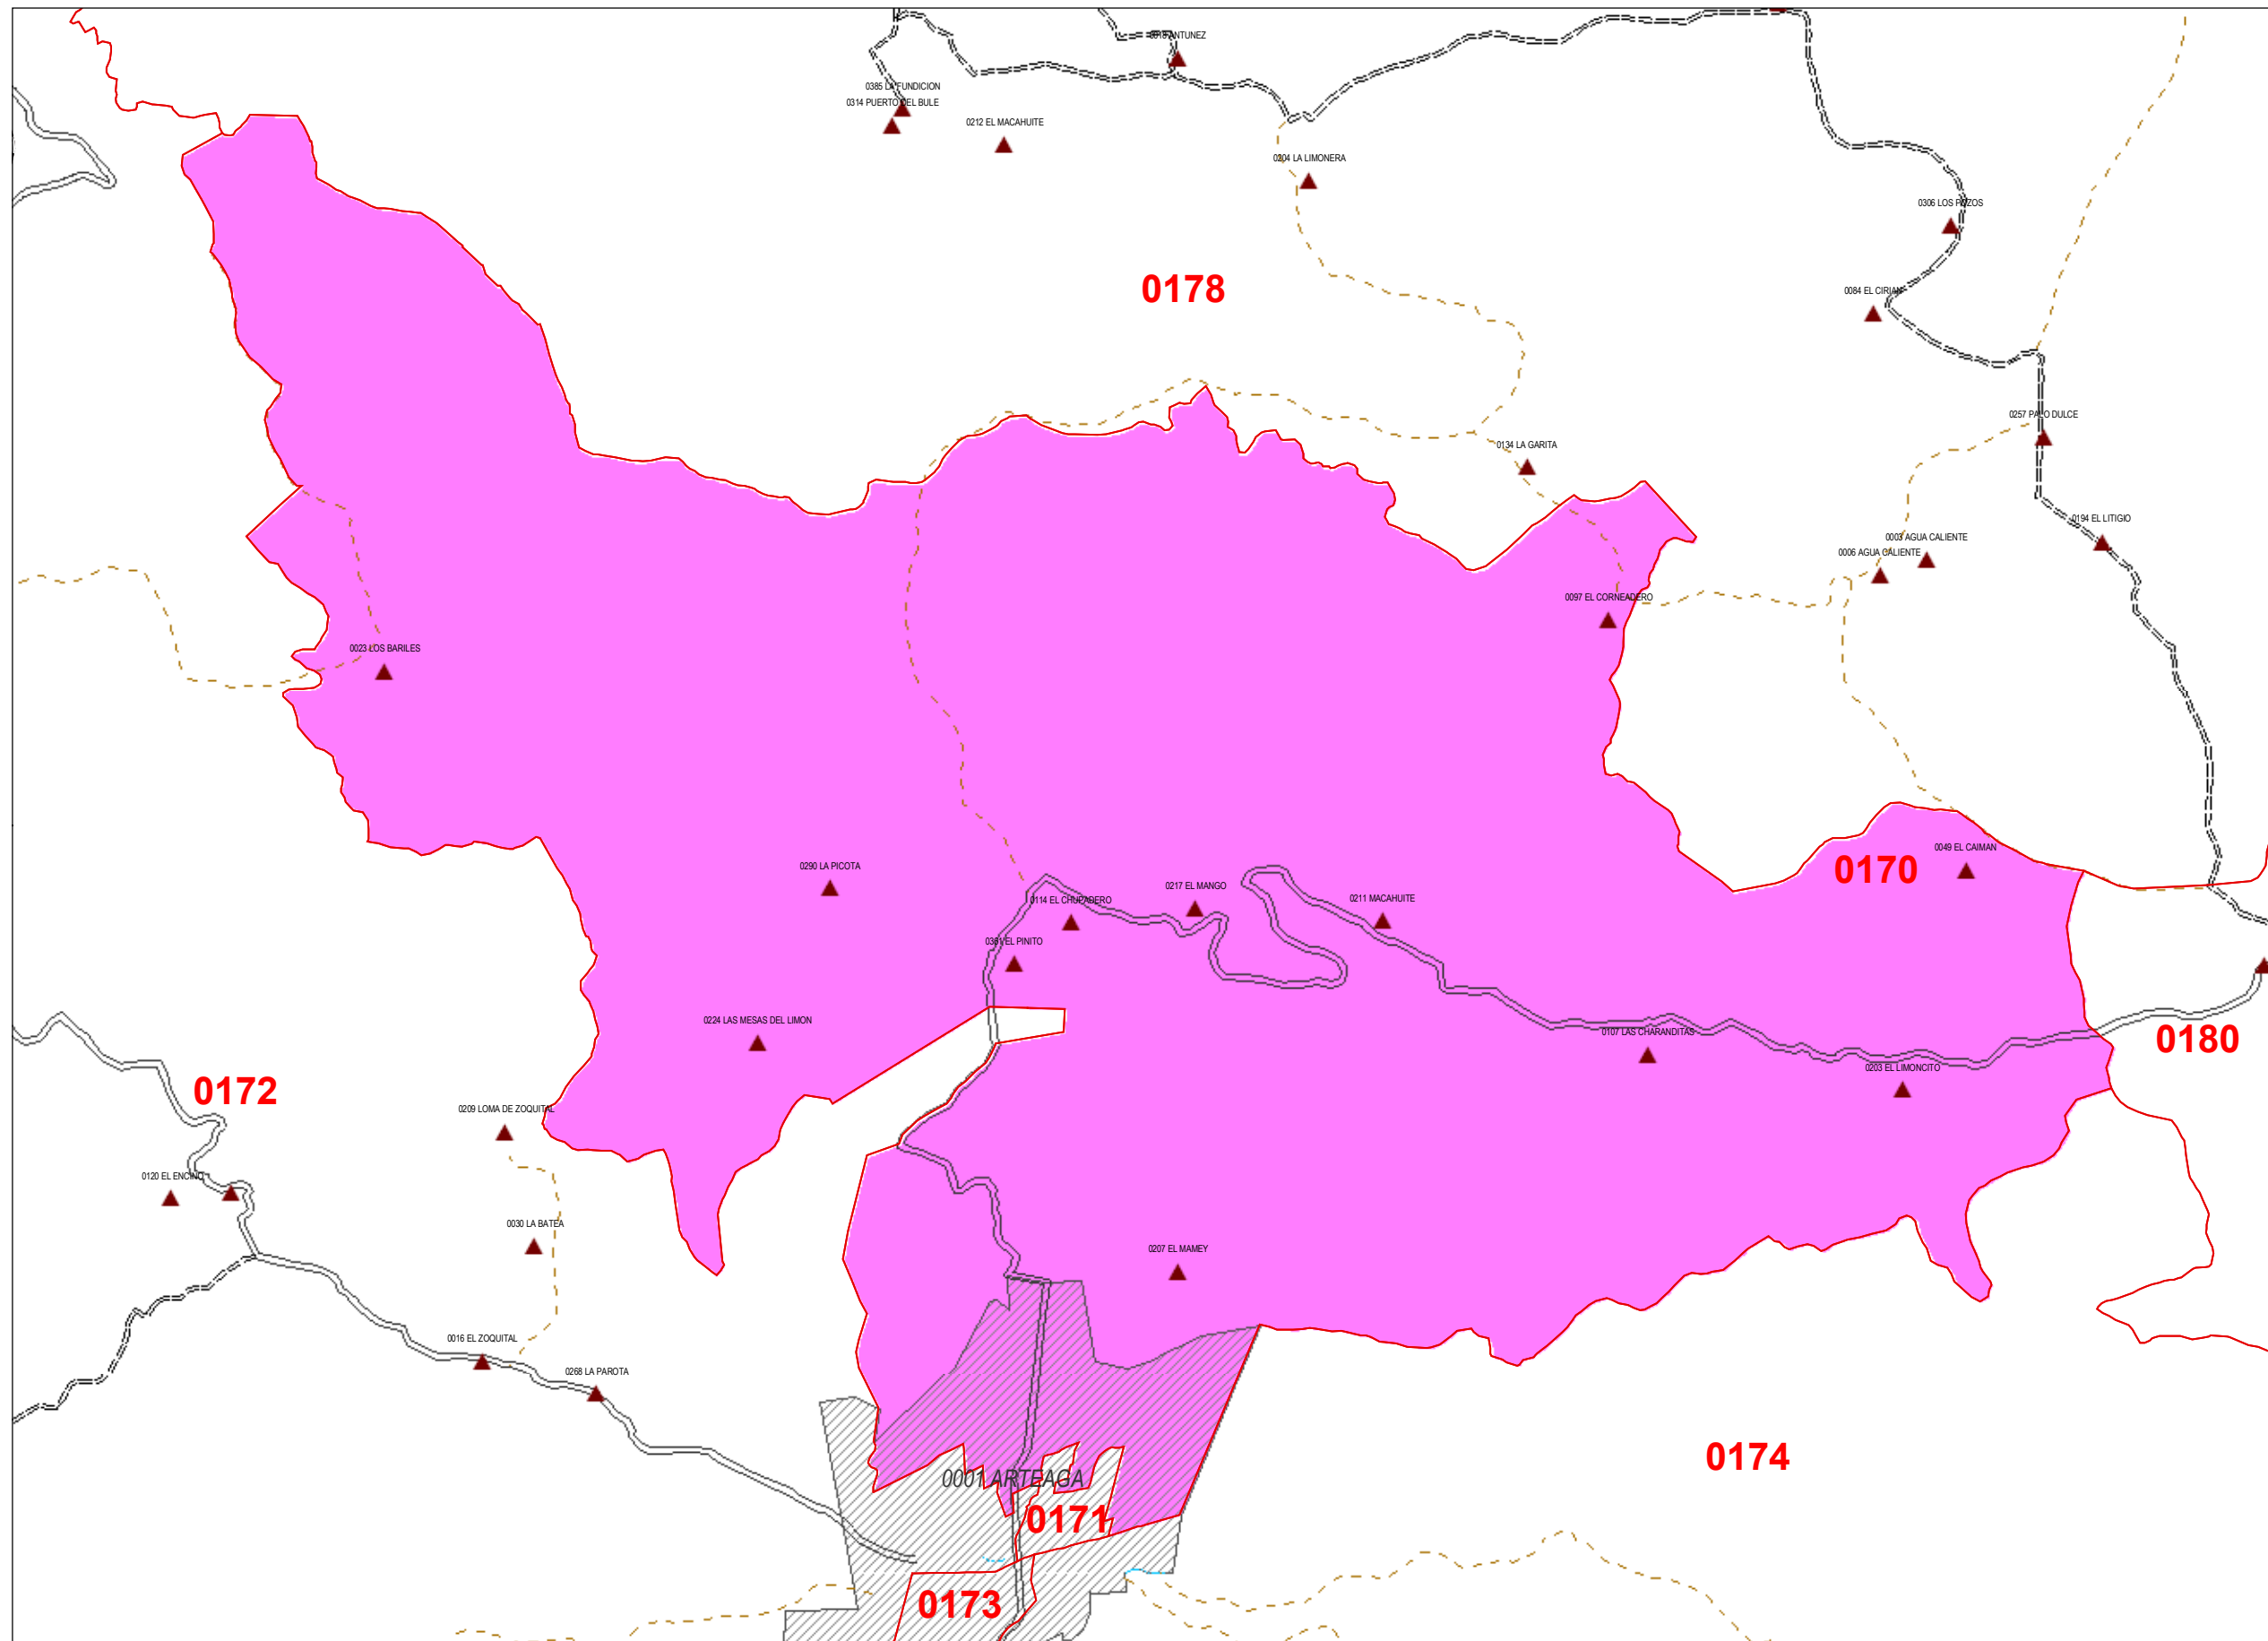 0018 ANTUNEZ
0385 LA FUNDICION
0314 PUERTO DEL BULE
0212 EL MACAHUITE
0204 LA LIMONERA
0306 LOS POZOS
0178
0084 EL CIRIAN
0257 PALO DULCE
0134 LA GARITA
0194 EL LITIGIO
0003 AGUA CALIENTE
0006 AGUA CALIENTE
0097 EL CORNEADERO
0023 LOS BARILES
0049 EL CAIMAN
0170
0290 LA PICOTA
0217 EL MANGO
0211 MACAHUITE
0114 EL CHUPADERO
0381 EL PINITO
0224 LAS MESAS DEL LIMON
0107 LAS CHARANDITAS
0180
0203 EL LIMONCITO
0172
0209 LOMA DE ZOQUITAL
0120 EL ENCINO
0030 LA BATEA
0207 EL MAMEY
0016 EL ZOQUITAL
0268 LA PAROTA
0174
0001 ARTEAGA
0171
0173